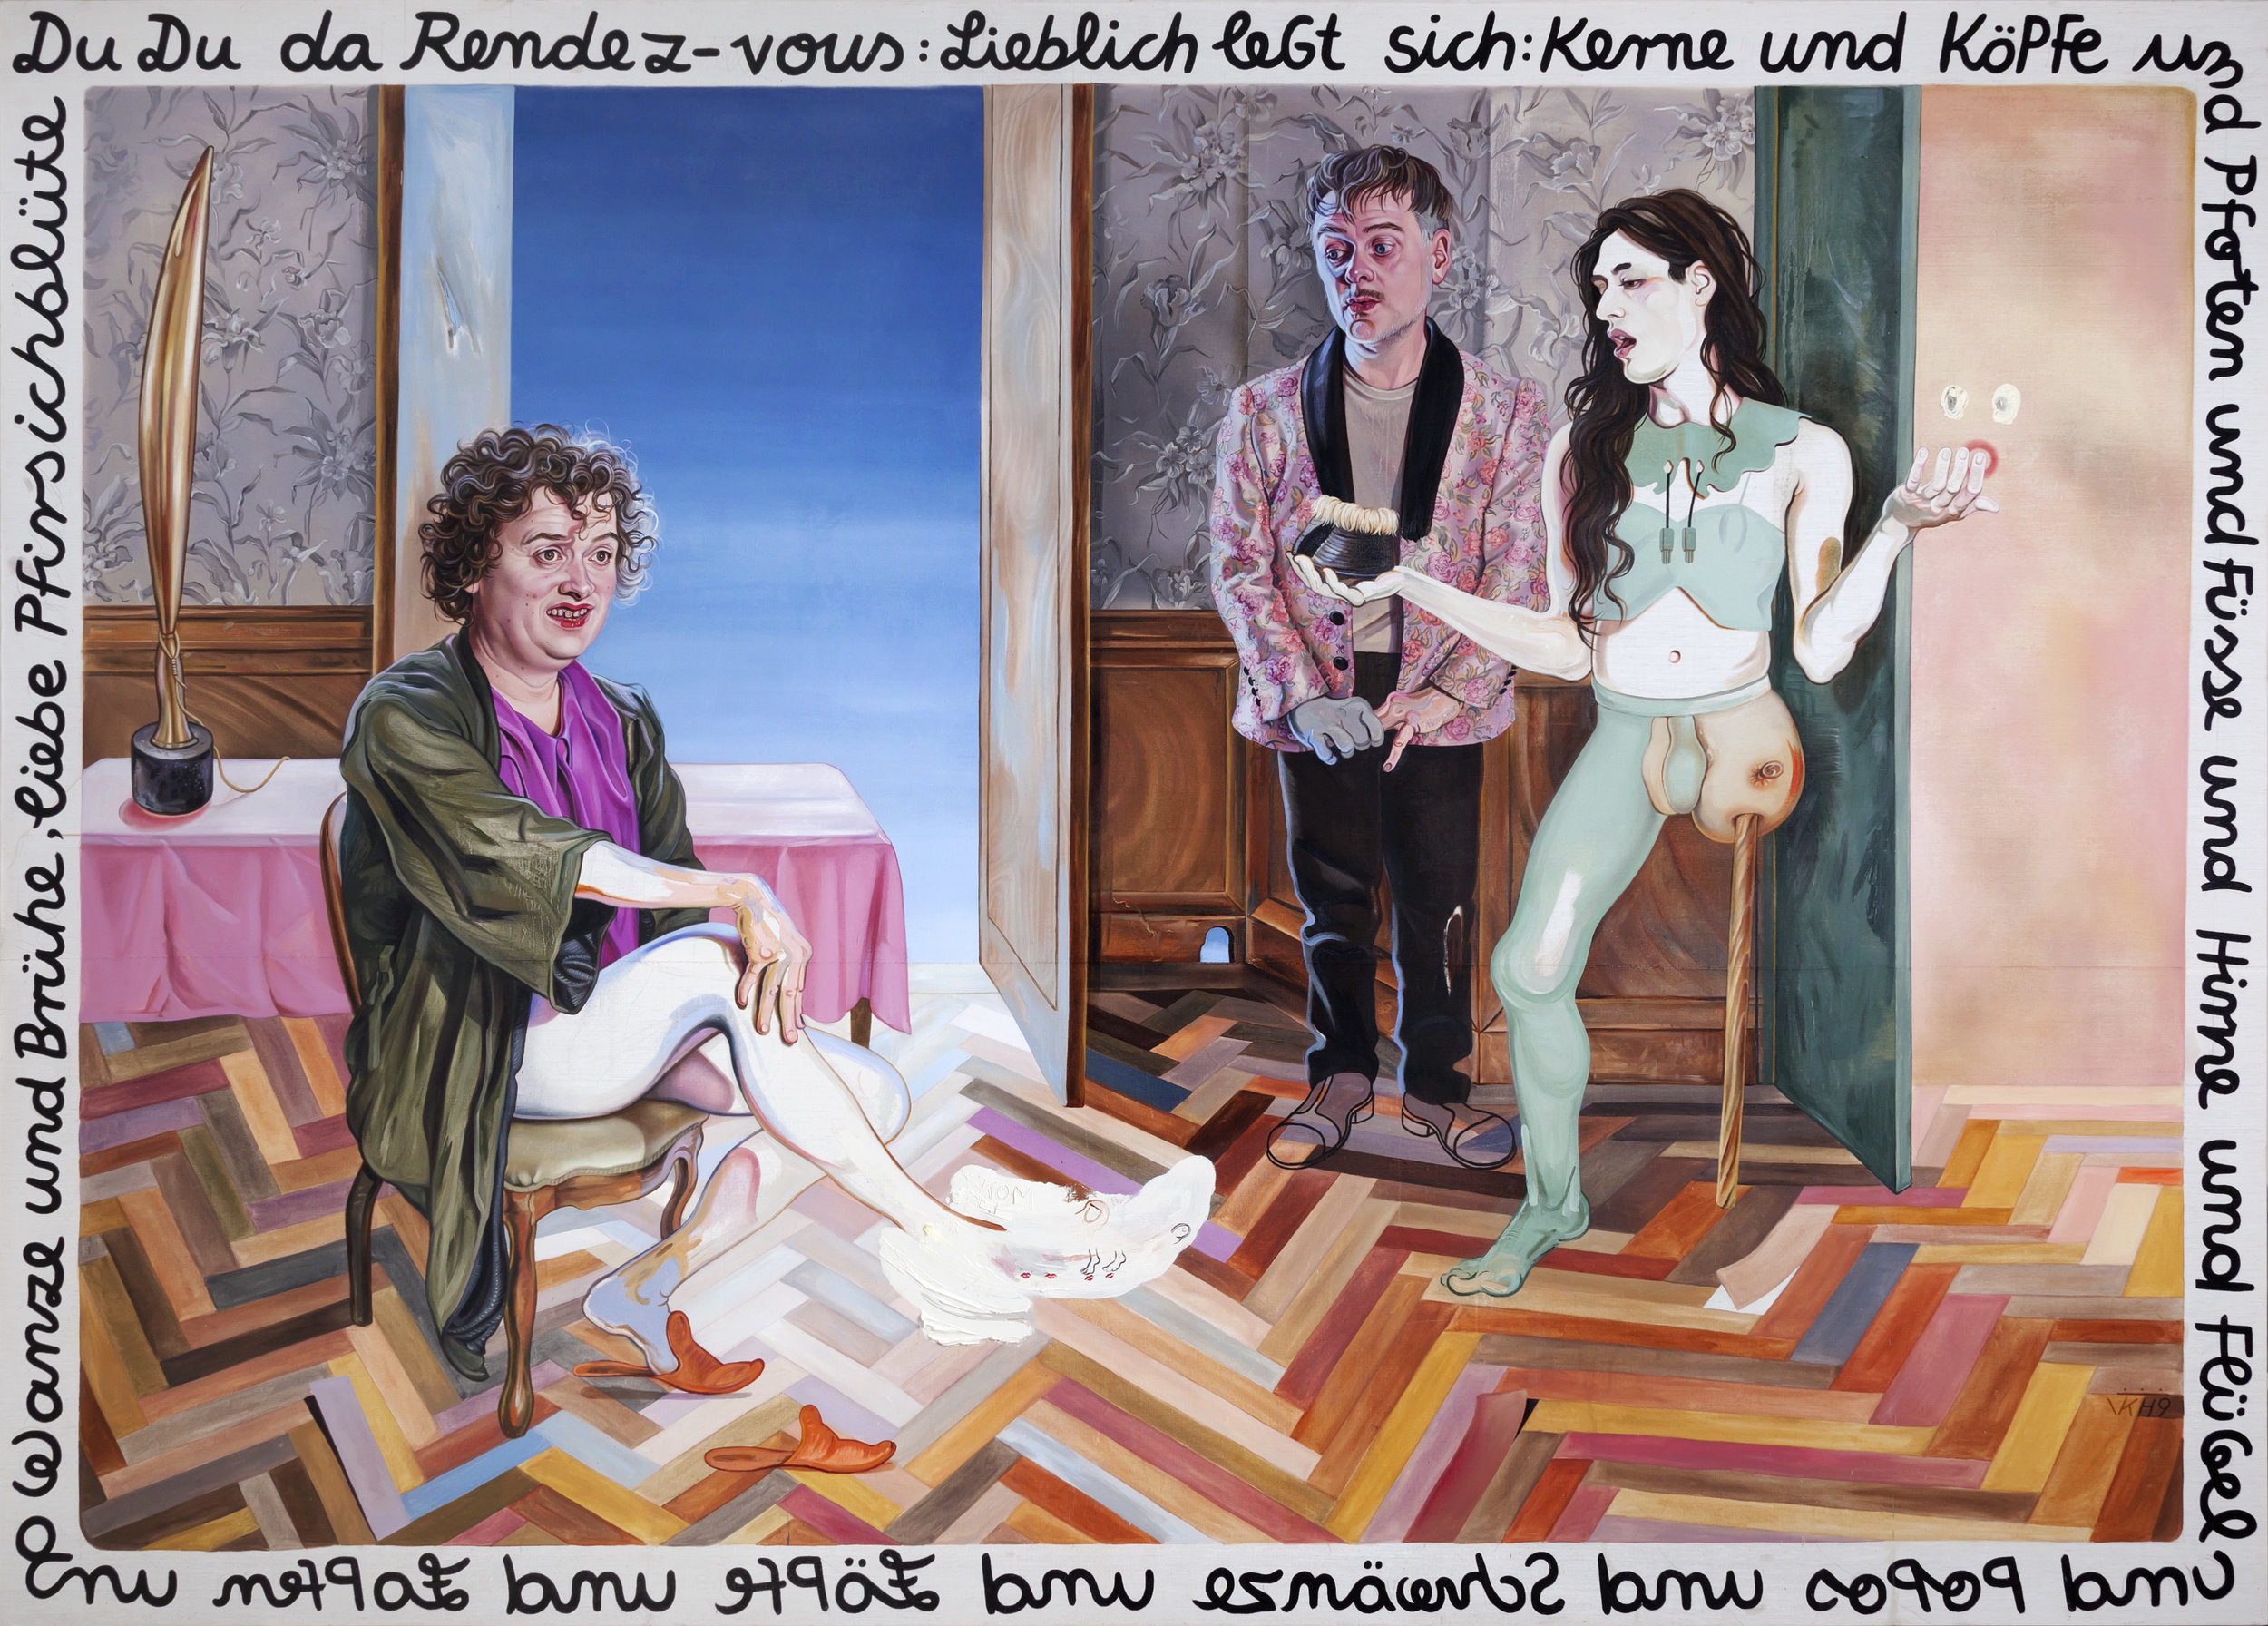 Du Du da Rendez-vous: Lieblich legt sich: Kerne und Köpfe und
Pfoten und Füsse und Hirne und Flügel
und Popos und Schwänze und Zöpfe und Zapfen und
Wanze und Brühe, liebe Pfirsichblüte